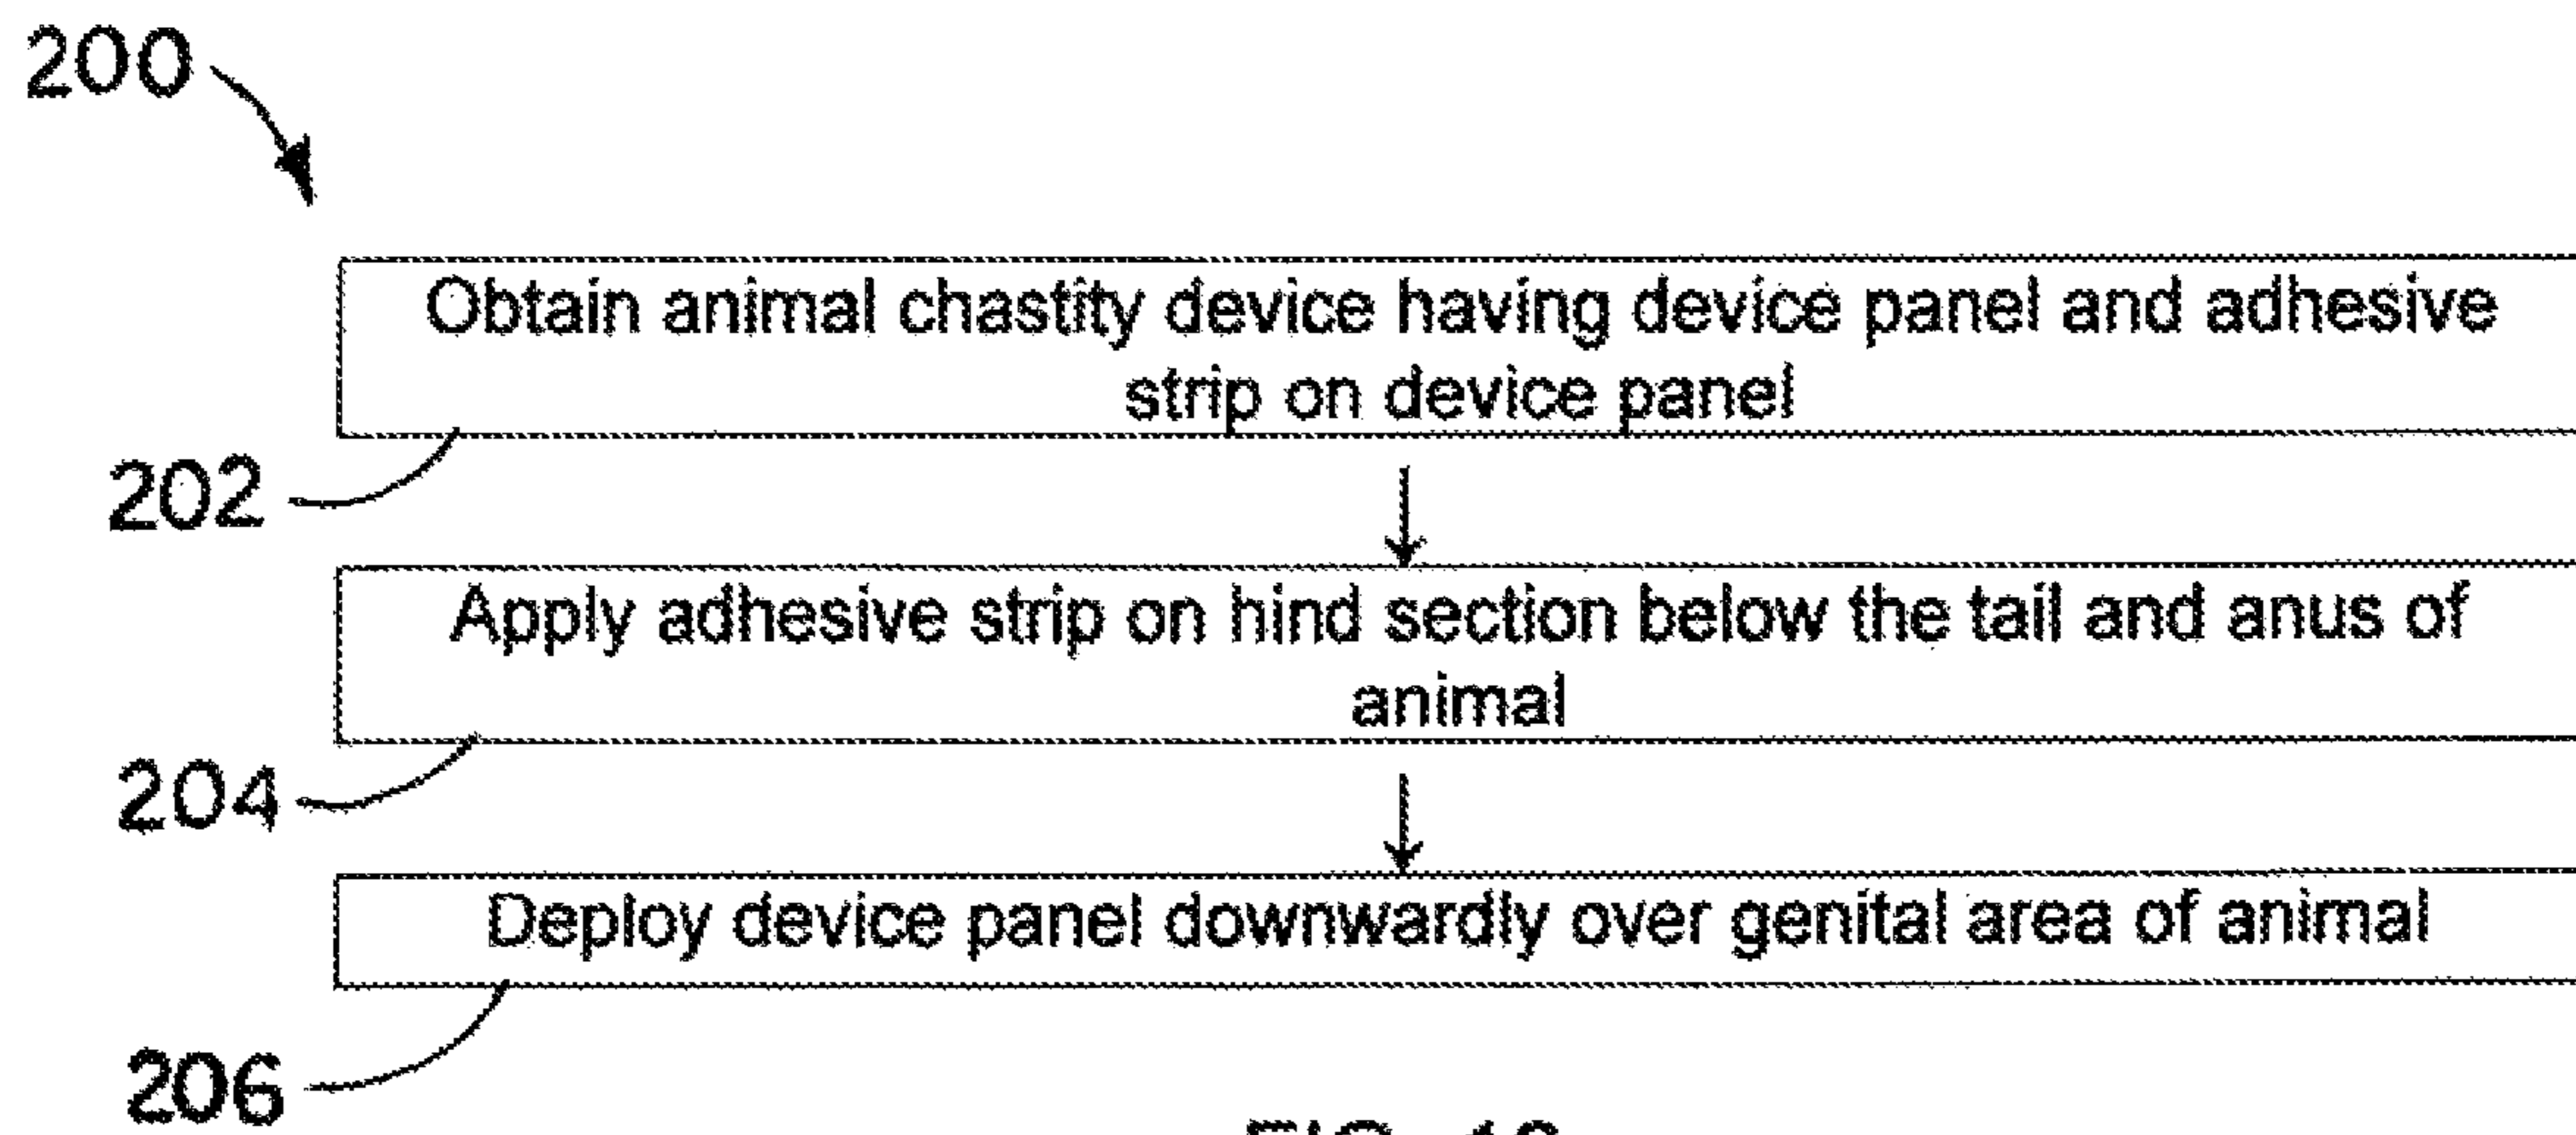 200
Obtain animal chastity device having device panel and adhesive
strip on device panel
202
Apply adhesive strip on hind section below the tail and anus of
animal
204
Deploy device panel downwardly over genital area of animal
206